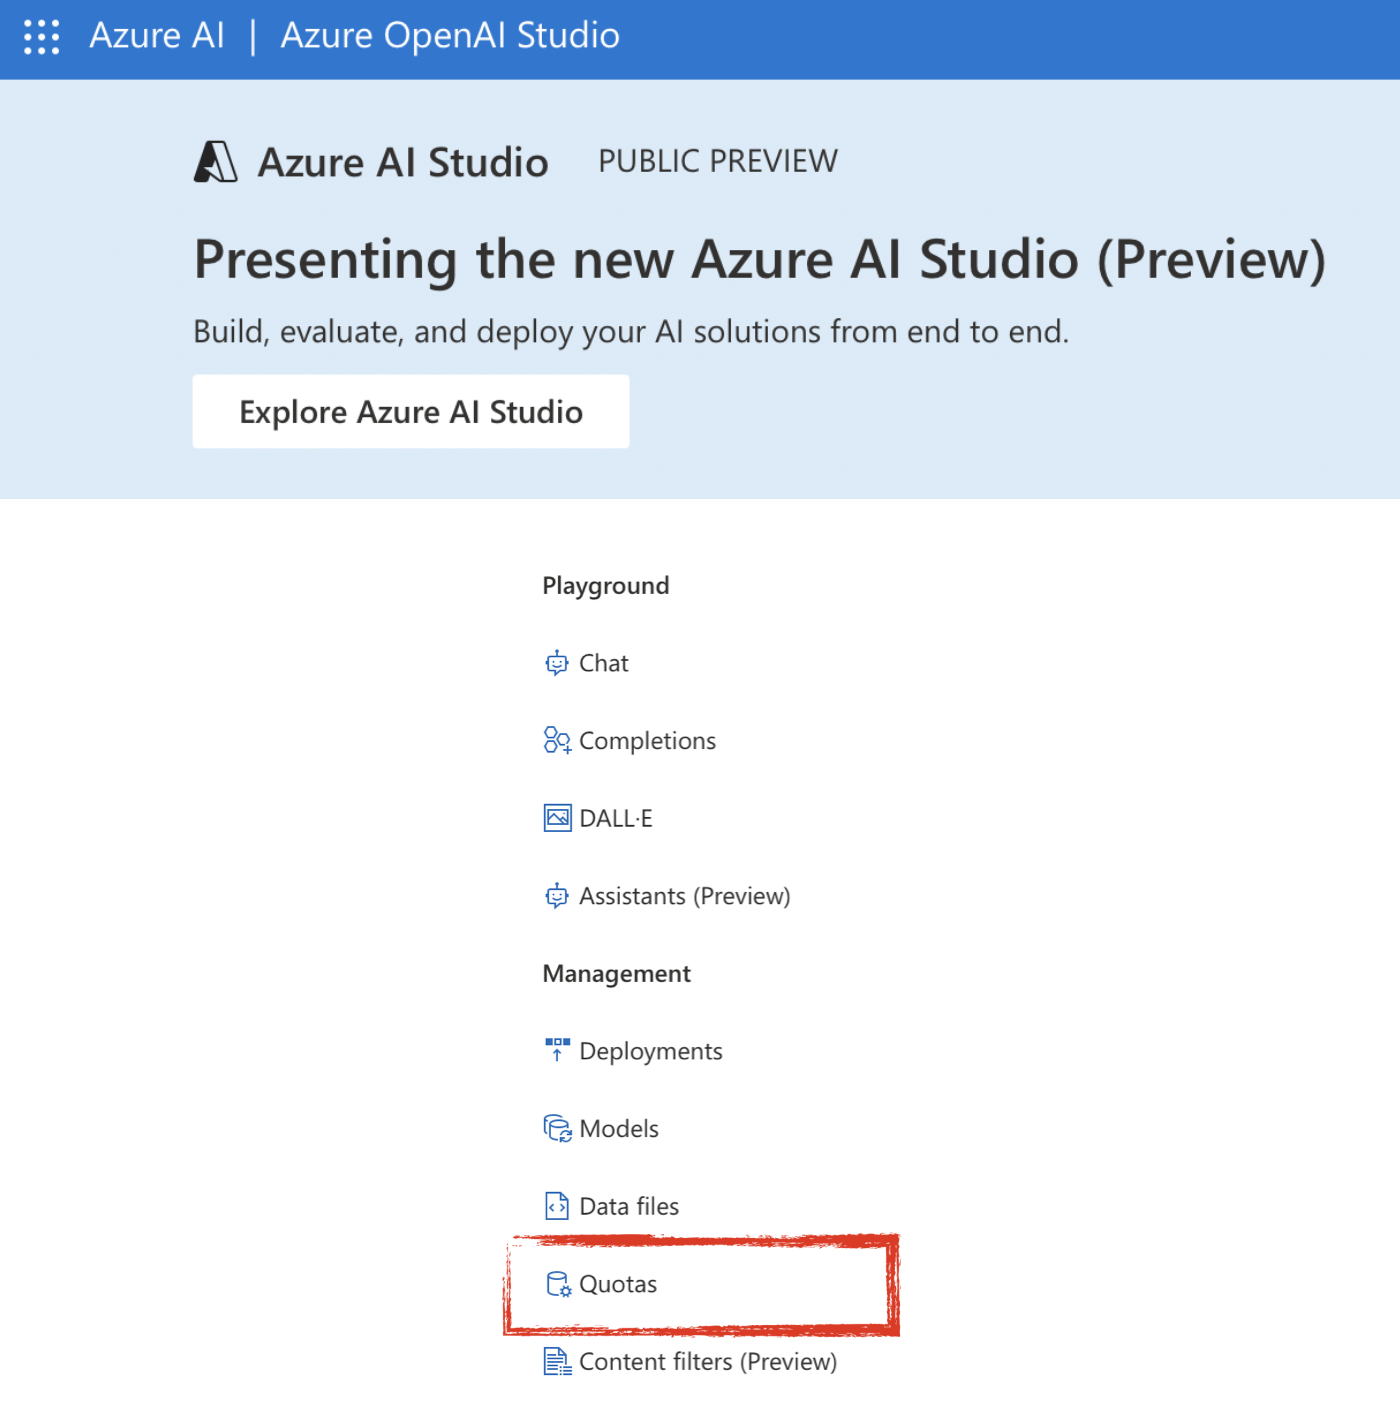 Azure AI | Azure OpenAI Studio
Azure AI Studio PUBLIC PREVIEW
Presenting the new Azure AI Studio (Preview)
Build, evaluate, and deploy your AI solutions from end to end.
Explore Azure AI Studio
Playground
Chat
Completions
DALL·E
Assistants (Preview)
Management
Deployments
Models
Data files
Quotas
Content filters (Preview)